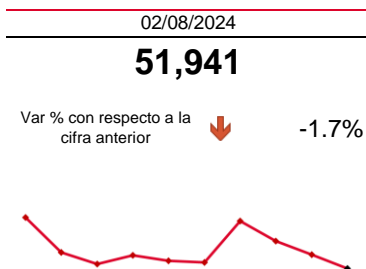 02/08/2024
51,941
Var % con respecto a la
cifra anterior
-1.7%